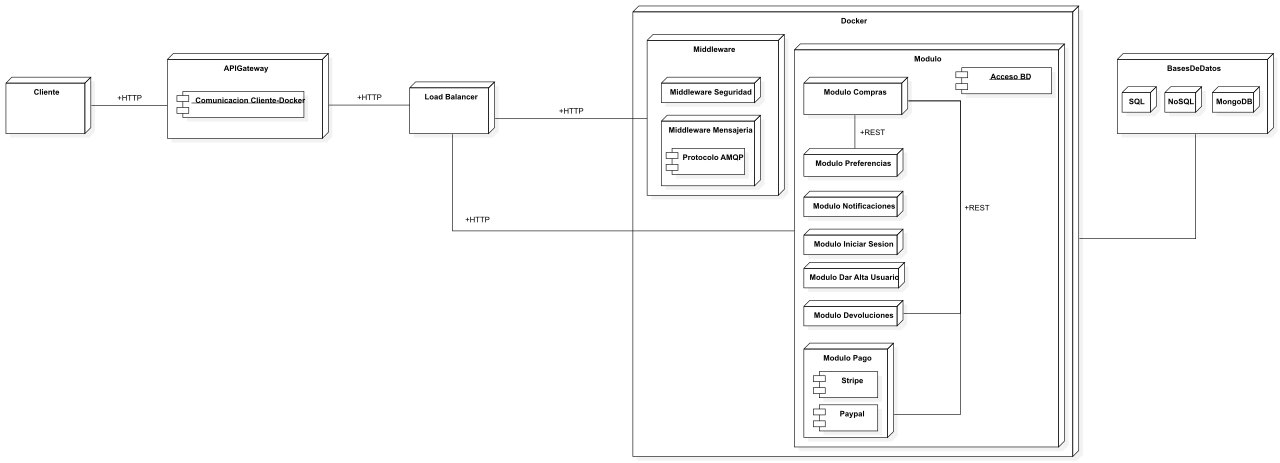 Cliente
+HTTP
APIGateway
Comunicacion Cliente-Docker
+HTTP
Load Balancer
+HTTP
+HTTP
Docker
Middleware
Middleware Seguridad
Middleware Mensajeria
Protocolo AMQP
Modulo
Acceso BD
Modulo Compras
+REST
Modulo Preferencias
Modulo Notificaciones
+REST
Modulo Iniciar Sesion
Modulo Dar Alta Usuario
Modulo Devoluciones
Modulo Pago
Stripe
Paypal
BasesDeDatos
SQL
NoSQL
MongoDB